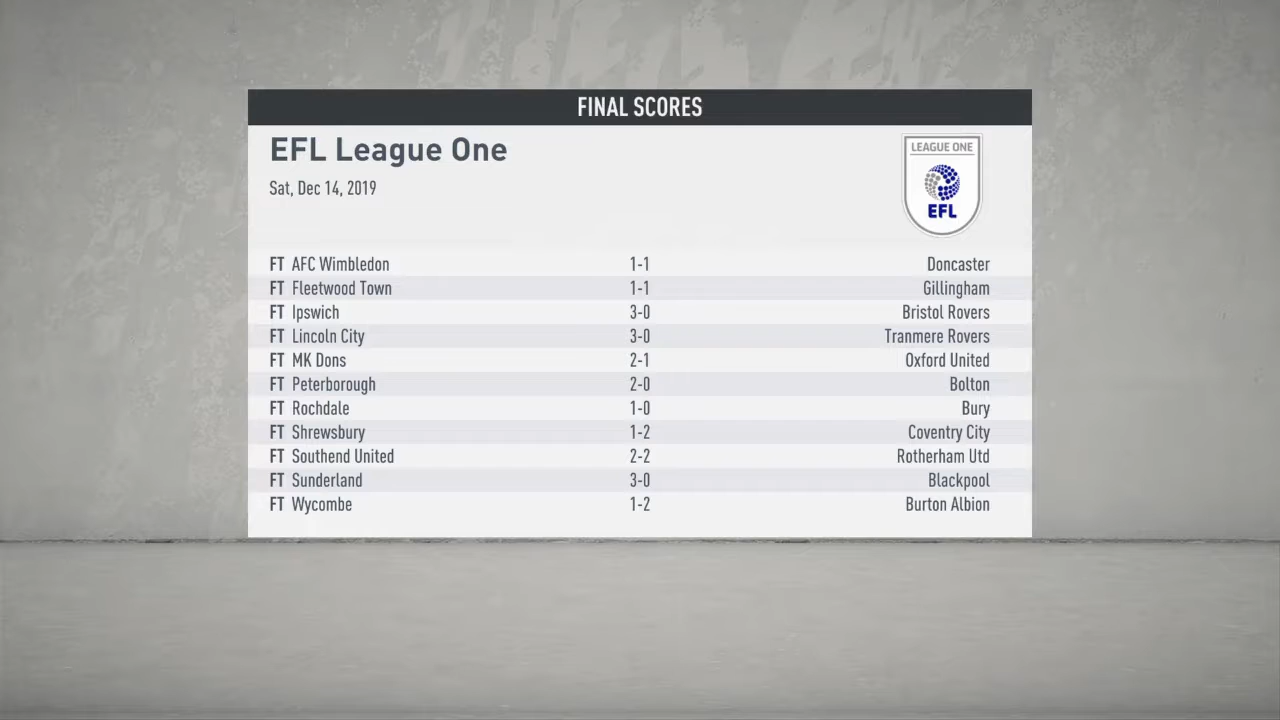 FINAL SCORES
EFL League One
Sat, Dec 14, 2019
LEAGUE ONE
EFL
FT AFC Wimbledon 1-1 Doncaster
FT Fleetwood Town 1-1 Gillingham
FT Ipswich 3-0 Bristol Rovers
FT Lincoln City 3-0 Tranmere Rovers
FT MK Dons 2-1 Oxford United
FT Peterborough 2-0 Bolton
FT Rochdale 1-0 Bury
FT Shrewsbury 1-2 Coventry City
FT Southend United 2-2 Rotherham Utd
FT Sunderland 3-0 Blackpool
FT Wycombe 1-2 Burton Albion